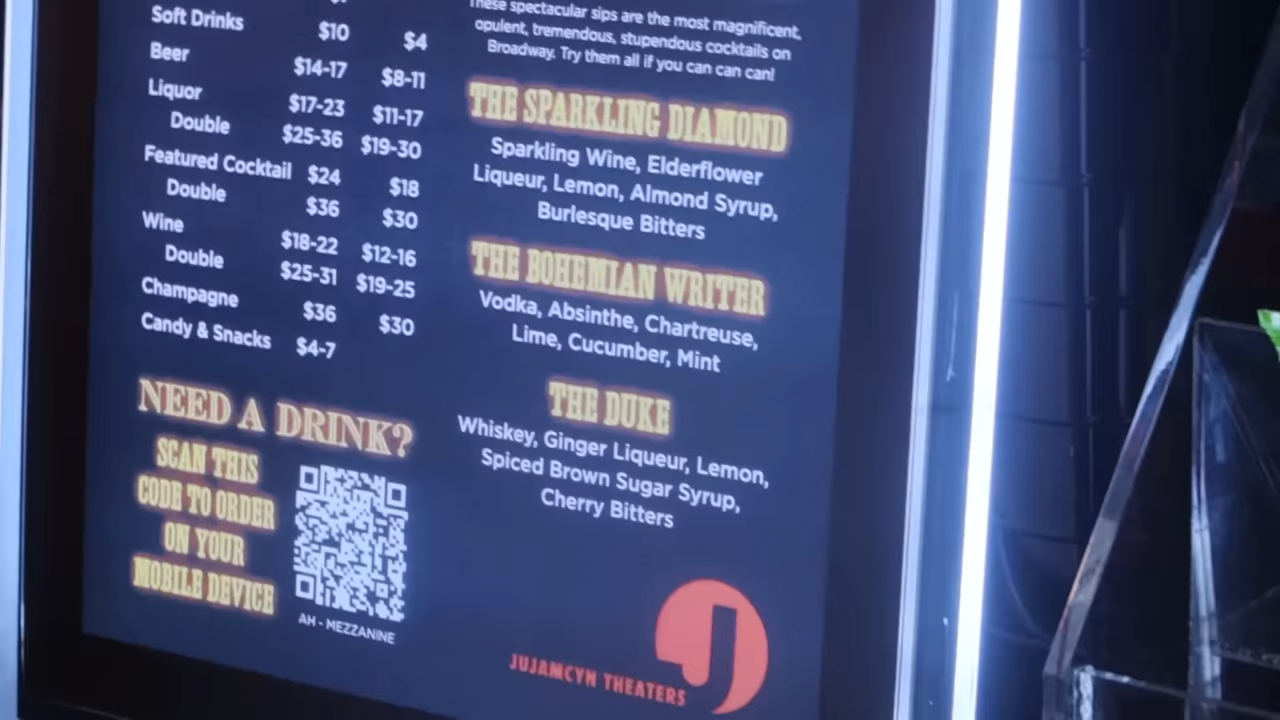 Soft Drinks $10 $4
Beer $14-17 $8-11
Liquor $17-23 $11-17
Double $25-36 $19-30
Featured Cocktail $24 $18
Double $36 $30
Wine $18-22 $12-16
Double $25-31 $19-25
Champagne $36 $30
Candy & Snacks $4-7
NEED A DRINK?
SCAN THIS
CODE TO ORDER
ON YOUR
MOBILE DEVICE
AH - MEZZANINE
These spectacular sips are the most magnificent,
opulent, tremendous, stupendous cocktails on
Broadway. Try them all if you can can can!
THE SPARKLING DIAMOND
Sparkling Wine, Elderflower
Liqueur, Lemon, Almond Syrup,
Burlesque Bitters
THE BOHEMIAN WRITER
Vodka, Absinthe, Chartreuse,
Lime, Cucumber, Mint
THE DUKE
Whiskey, Ginger Liqueur, Lemon,
Spiced Brown Sugar Syrup,
Cherry Bitters
J
JUJAMCYN THEATERS